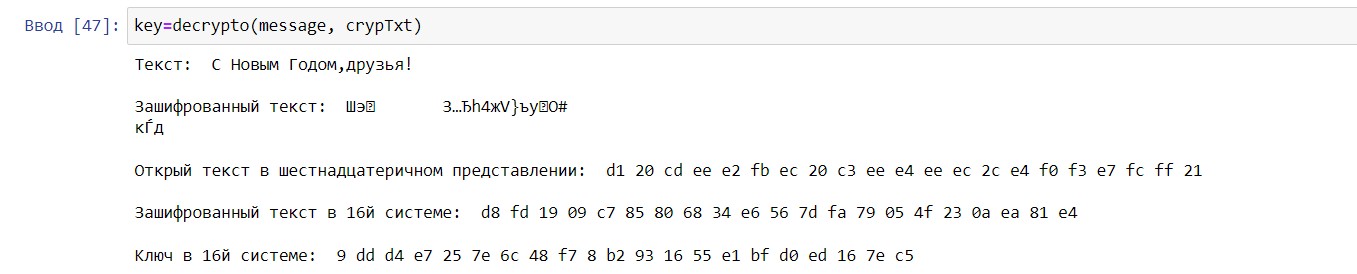 Ввод [47]: key=decrypto(message, crypTxt)
Текст:  С Новым Годом,друзья!
Зашифрованный текст:  Шэ	З…Ђh4жV}ъyO#
кЃд
Открый текст в шестнадцатеричном представлении:  d1 20 cd ee e2 fb ec 20 c3 ee e4 ee ec 2c e4 f0 f3 e7 fc ff 21
Зашифрованный текст в 16й системе:  d8 fd 19 09 c7 85 80 68 34 e6 56 7d fa 79 05 4f 23 0a ea 81 e4
Ключ в 16й системе:  9 dd d4 e7 25 7e 6c 48 f7 8 b2 93 16 55 e1 bf d0 ed 16 7e c5